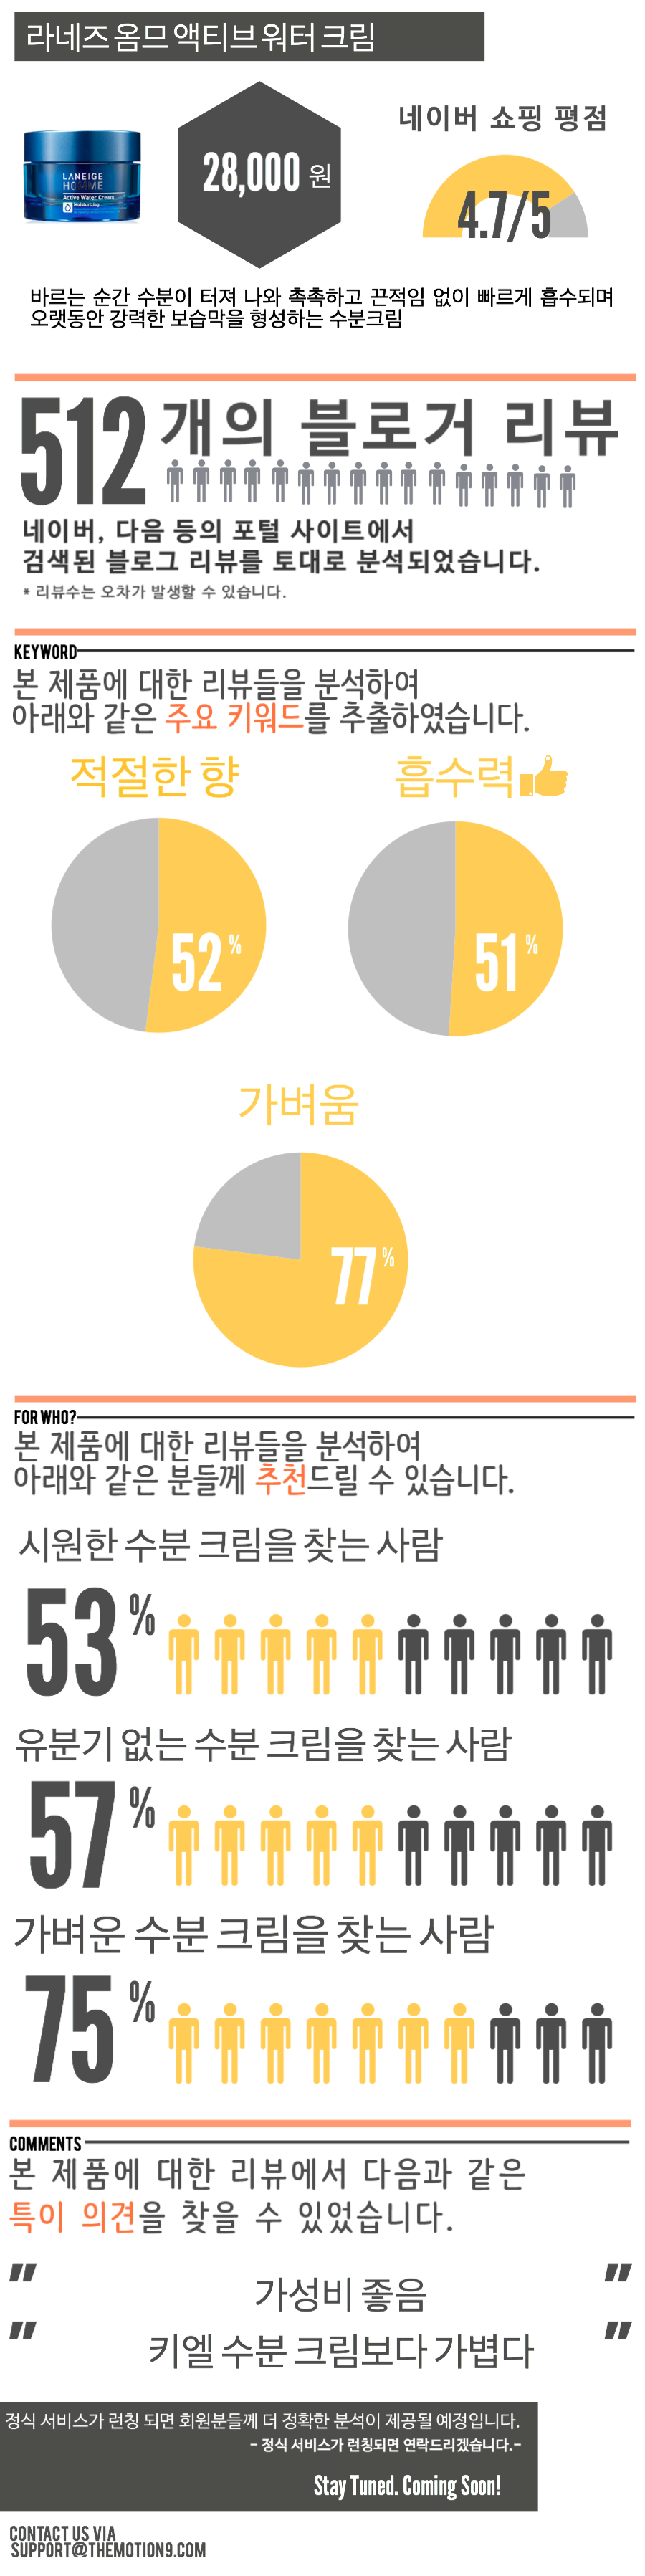 라네즈 옴므 액티브 워터 크림
네이버 쇼핑 평점
LANEIGE
HOMME
Active Water Cream
Moisturizing
28,000 원
4.7/5
바르는 순간 수분이 터져 나와 촉촉하고 끈적임 없이 빠르게 흡수되며
오랫동안 강력한 보습막을 형성하는 수분크림
512 개의 블로거 리뷰
네이버, 다음 등의 포털 사이트에서
검색된 블로그 리뷰를 토대로 분석되었습니다.
* 리뷰수는 오차가 발생할 수 있습니다.
KEYWORD
본 제품에 대한 리뷰들을 분석하여
아래와 같은 주요 키워드를 추출하였습니다.
적절한 향
흡수력
52 %
51 %
가벼움
77 %
FOR WHO?
본 제품에 대한 리뷰들을 분석하여
아래와 같은 분들께 추천드릴 수 있습니다.
시원한 수분 크림을 찾는 사람
53 %
유분기 없는 수분 크림을 찾는 사람
57 %
가벼운 수분 크림을 찾는 사람
75 %
COMMENTS
본 제품에 대한 리뷰에서 다음과 같은
특이 의견을 찾을 수 있었습니다.
" 가성비 좋음 "
" 키엘 수분 크림보다 가볍다 "
정식 서비스가 런칭 되면 회원분들께 더 정확한 분석이 제공될 예정입니다.
- 정식 서비스가 런칭되면 연락드리겠습니다.-
Stay Tuned. Coming Soon!
CONTACT US VIA
SUPPORT@THEMOTION9.COM